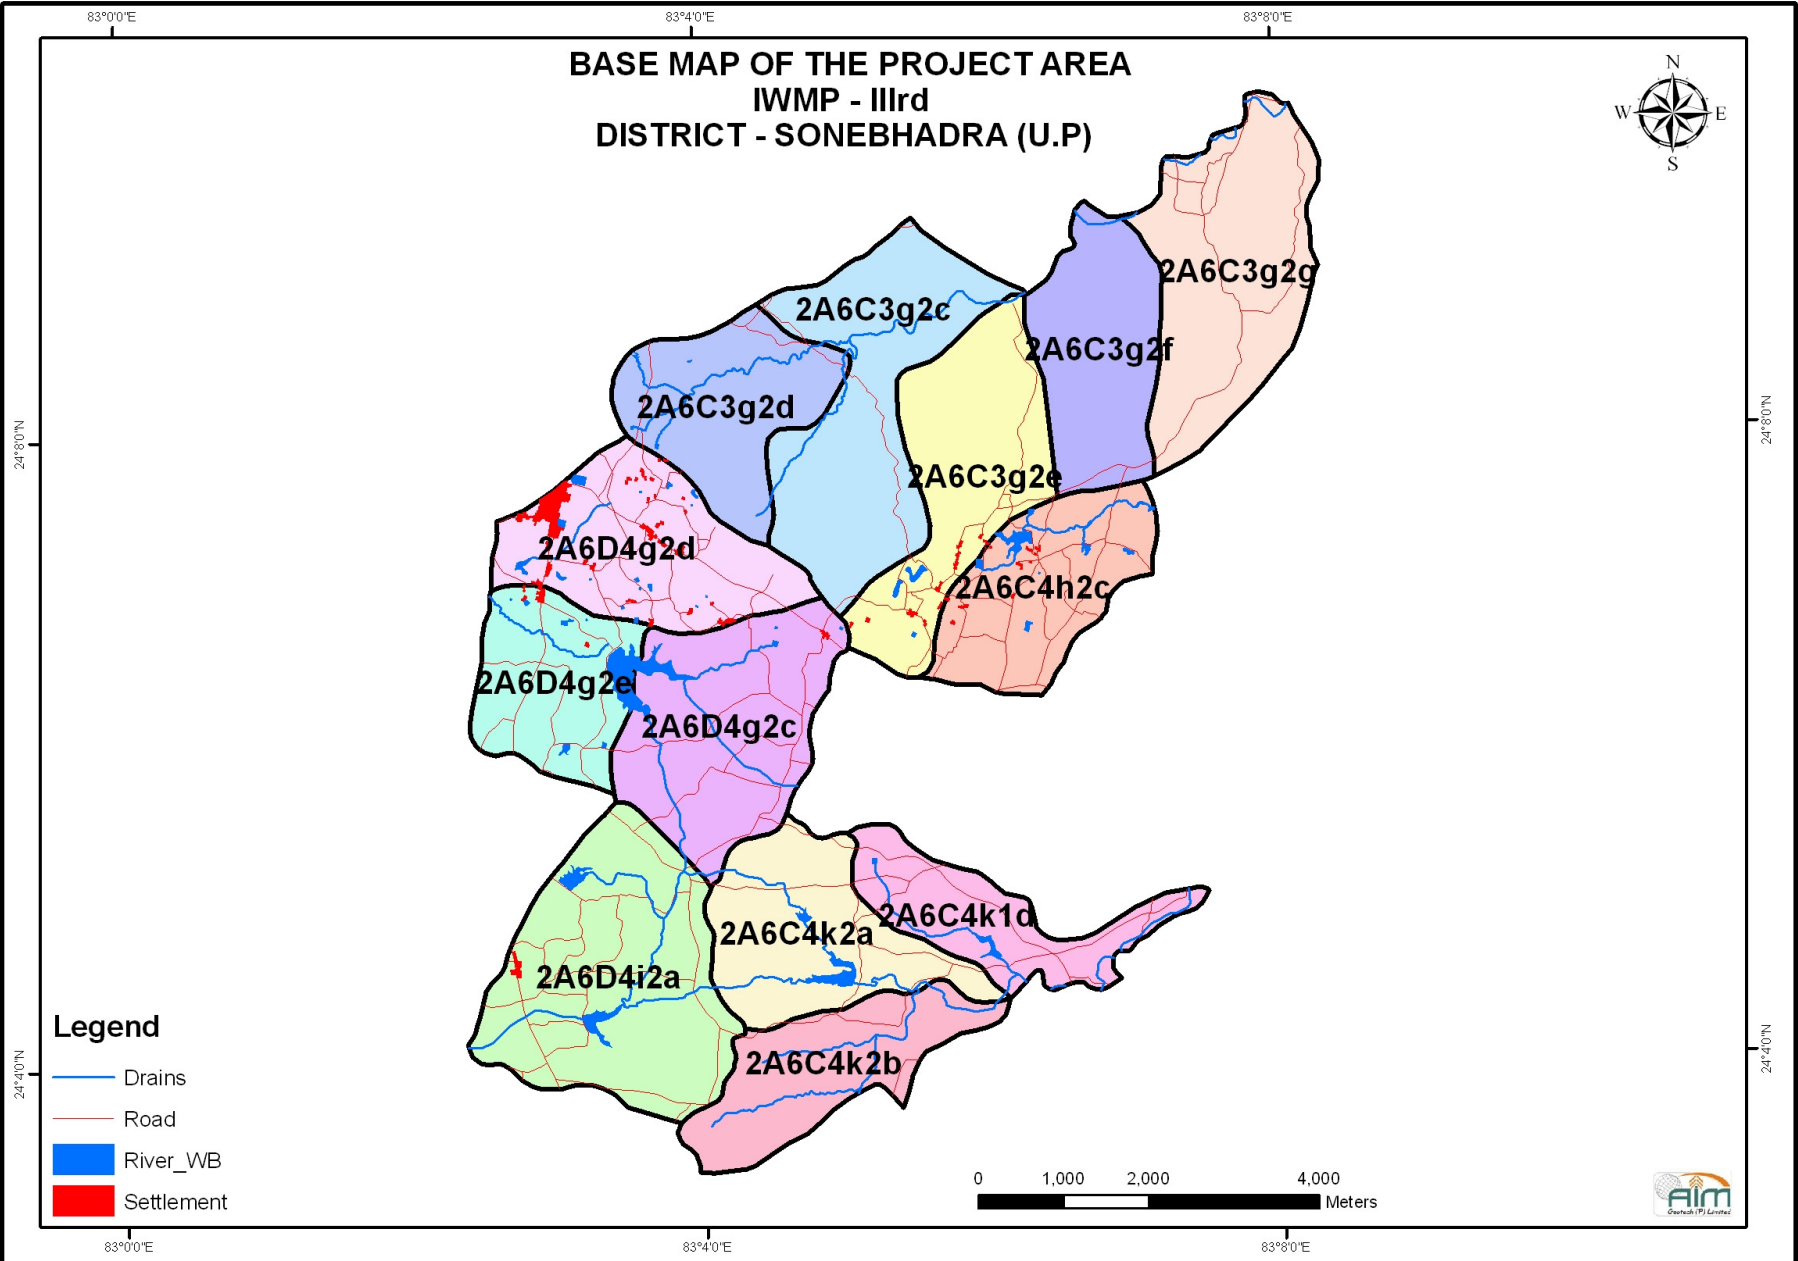 83°0'0"E
83°4'0"E
83°8'0"E
BASE MAP OF THE PROJECT AREA
IWMP - IIIrd
DISTRICT - SONEBHADRA (U.P)
N
W
E
S
2A6C3g2g
2A6C3g2c
2A6C3g2f
2A6C3g2d
24°8'0"N
24°8'0"N
2A6C3g2e
2A6D4g2d
2A6C4h2c
2A6D4g2e
2A6D4g2c
2A6C4k1d
2A6C4k2a
2A6D4i2a
2A6C4k2b
24°4'0"N
24°4'0"N
Legend
Drains
Road
River_WB
Settlement
0
1,000
2,000
4,000
Meters
AIM
Geotech (P) Limited
83°0'0"E
83°4'0"E
83°8'0"E